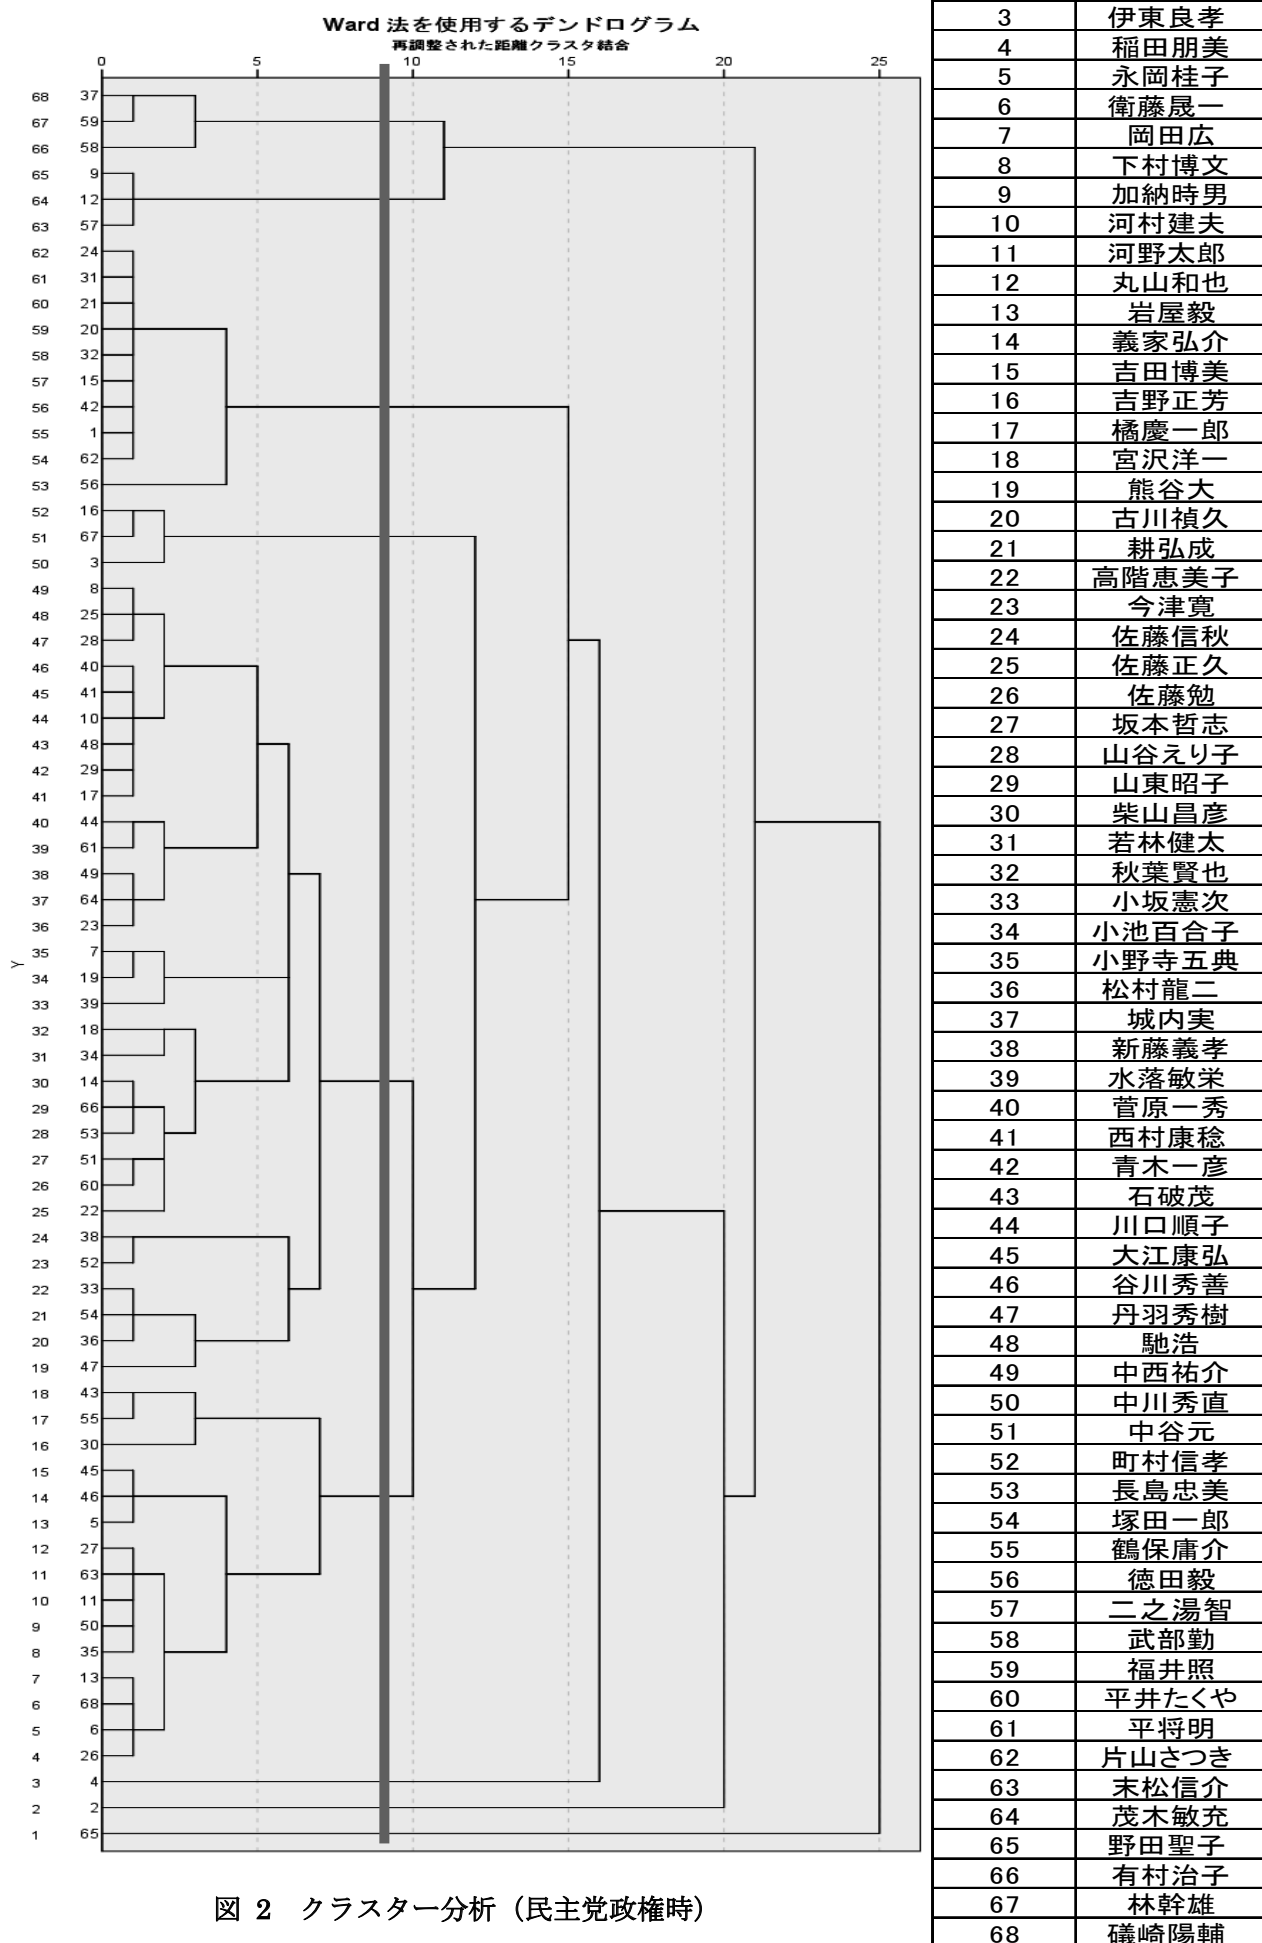 Ward 法を使用するデンドログラム
再調整された距離クラスタ結合
0 5 10 15 20 25
68 37
67 59
66 58
65 9
64 12
63 57
62 24
61 31
60 21
59 20
58 32
57 15
56 42
55 1
54 62
53 56
52 16
51 67
50 3
49 8
48 25
47 28
46 40
45 41
44 10
43 48
42 29
41 17
40 44
39 61
38 49
37 64
36 23
35 7
Y
34 19
33 39
32 18
31 34
30 14
29 66
28 53
27 51
26 60
25 22
24 38
23 52
22 33
21 54
20 36
19 47
18 43
17 55
16 30
15 45
14 46
13 5
12 27
11 63
10 11
9 50
8 35
7 13
6 68
5 6
4 26
3 4
2 2
1 65
図 2 クラスター分析（民主党政権時）
3 伊東良孝
4 稲田朋美
5 永岡桂子
6 衛藤晟一
7 岡田広
8 下村博文
9 加納時男
10 河村建夫
11 河野太郎
12 丸山和也
13 岩屋毅
14 義家弘介
15 吉田博美
16 吉野正芳
17 橘慶一郎
18 宮沢洋一
19 熊谷大
20 古川禎久
21 耕弘成
22 高階恵美子
23 今津寛
24 佐藤信秋
25 佐藤正久
26 佐藤勉
27 坂本哲志
28 山谷えり子
29 山東昭子
30 柴山昌彦
31 若林健太
32 秋葉賢也
33 小坂憲次
34 小池百合子
35 小野寺五典
36 松村龍二
37 城内実
38 新藤義孝
39 水落敏栄
40 菅原一秀
41 西村康稔
42 青木一彦
43 石破茂
44 川口順子
45 大江康弘
46 谷川秀善
47 丹羽秀樹
48 馳浩
49 中西祐介
50 中川秀直
51 中谷元
52 町村信孝
53 長島忠美
54 塚田一郎
55 鶴保庸介
56 徳田毅
57 二之湯智
58 武部勤
59 福井照
60 平井たくや
61 平将明
62 片山さつき
63 末松信介
64 茂木敏充
65 野田聖子
66 有村治子
67 林幹雄
68 礒崎陽輔